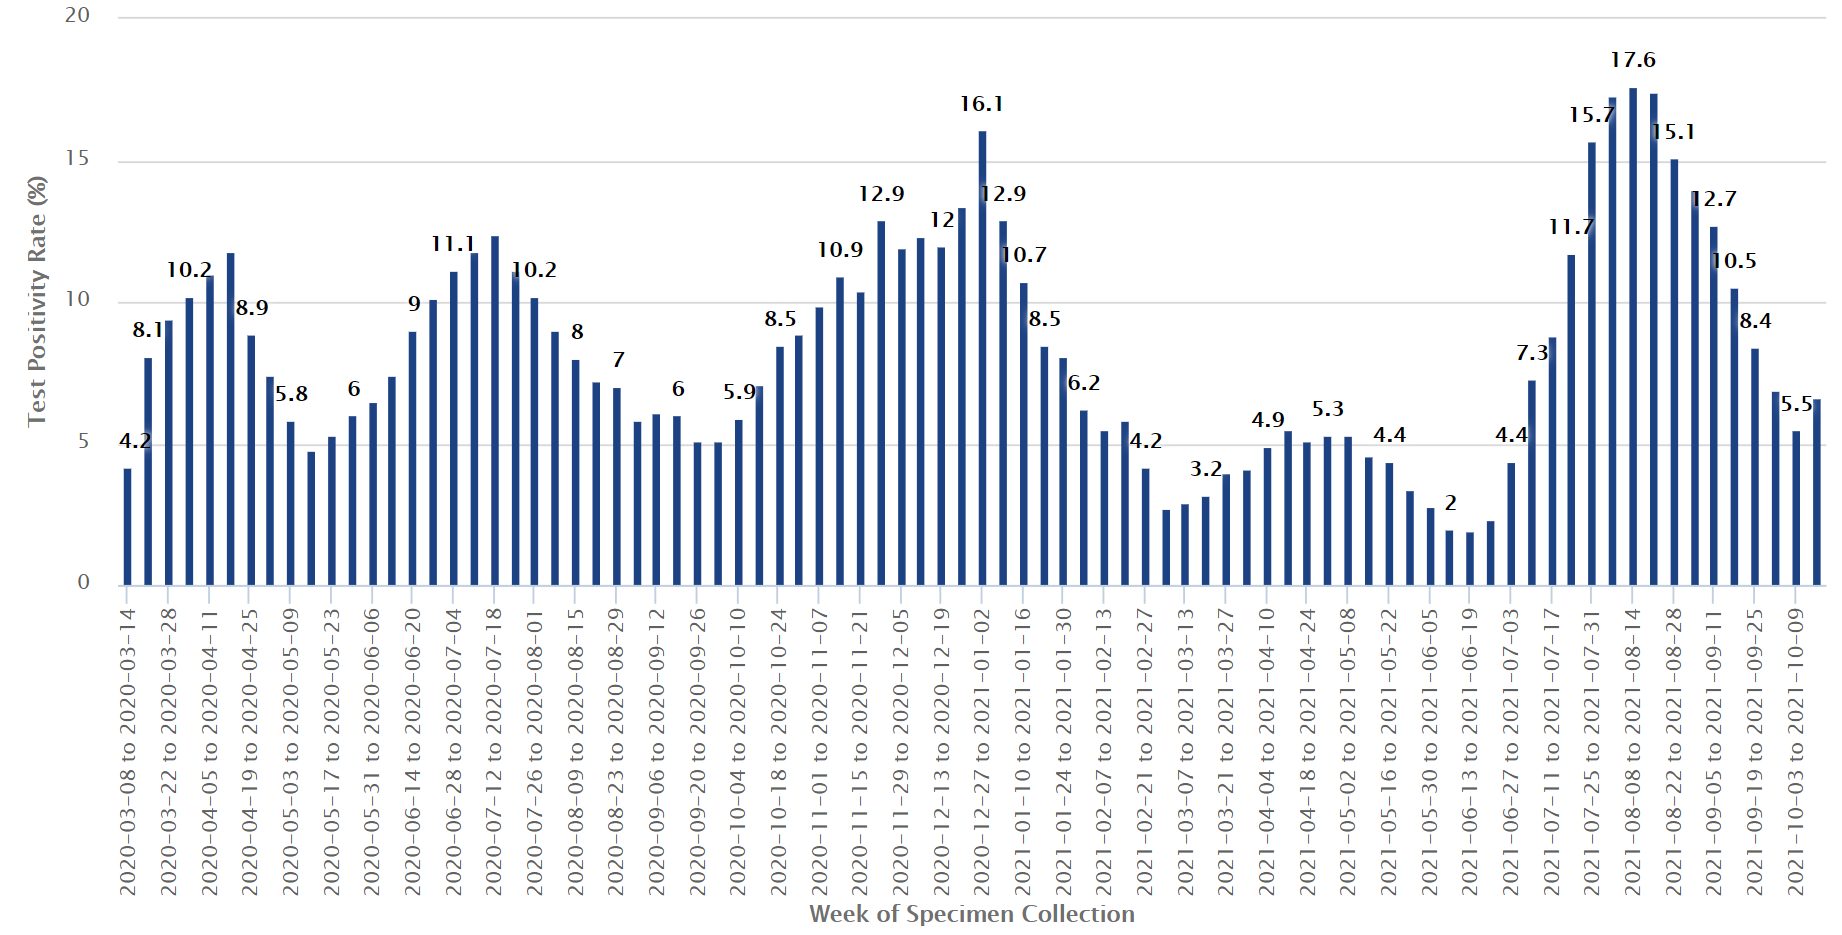 20
15
10
5
0
Test Positivity Rate (%)
4.2
8.1
10.2
8.9
5.8
6
9
11.1
10.2
8
7
6
5.9
8.5
10.9
12.9
12
16.1
12.9
10.7
8.5
6.2
4.2
3.2
4.9
5.3
4.4
2
4.4
7.3
11.7
15.7
17.6
15.1
12.7
10.5
8.4
5.5
2020-03-08 to 2020-03-14
2020-03-22 to 2020-03-28
2020-04-05 to 2020-04-11
2020-04-19 to 2020-04-25
2020-05-03 to 2020-05-09
2020-05-17 to 2020-05-23
2020-05-31 to 2020-06-06
2020-06-14 to 2020-06-20
2020-06-28 to 2020-07-04
2020-07-12 to 2020-07-18
2020-07-26 to 2020-08-01
2020-08-09 to 2020-08-15
2020-08-23 to 2020-08-29
2020-09-06 to 2020-09-12
2020-09-20 to 2020-09-26
2020-10-04 to 2020-10-10
2020-10-18 to 2020-10-24
2020-11-01 to 2020-11-07
2020-11-15 to 2020-11-21
2020-11-29 to 2020-12-05
2020-12-13 to 2020-12-19
2020-12-27 to 2021-01-02
2021-01-10 to 2021-01-16
2021-01-24 to 2021-01-30
2021-02-07 to 2021-02-13
2021-02-21 to 2021-02-27
2021-03-07 to 2021-03-13
2021-03-21 to 2021-03-27
2021-04-04 to 2021-04-10
2021-04-18 to 2021-04-24
2021-05-02 to 2021-05-08
2021-05-16 to 2021-05-22
2021-05-30 to 2021-06-05
2021-06-13 to 2021-06-19
2021-06-27 to 2021-07-03
2021-07-11 to 2021-07-17
2021-07-25 to 2021-07-31
2021-08-08 to 2021-08-14
2021-08-22 to 2021-08-28
2021-09-05 to 2021-09-11
2021-09-19 to 2021-09-25
2021-10-03 to 2021-10-09
Week of Specimen Collection